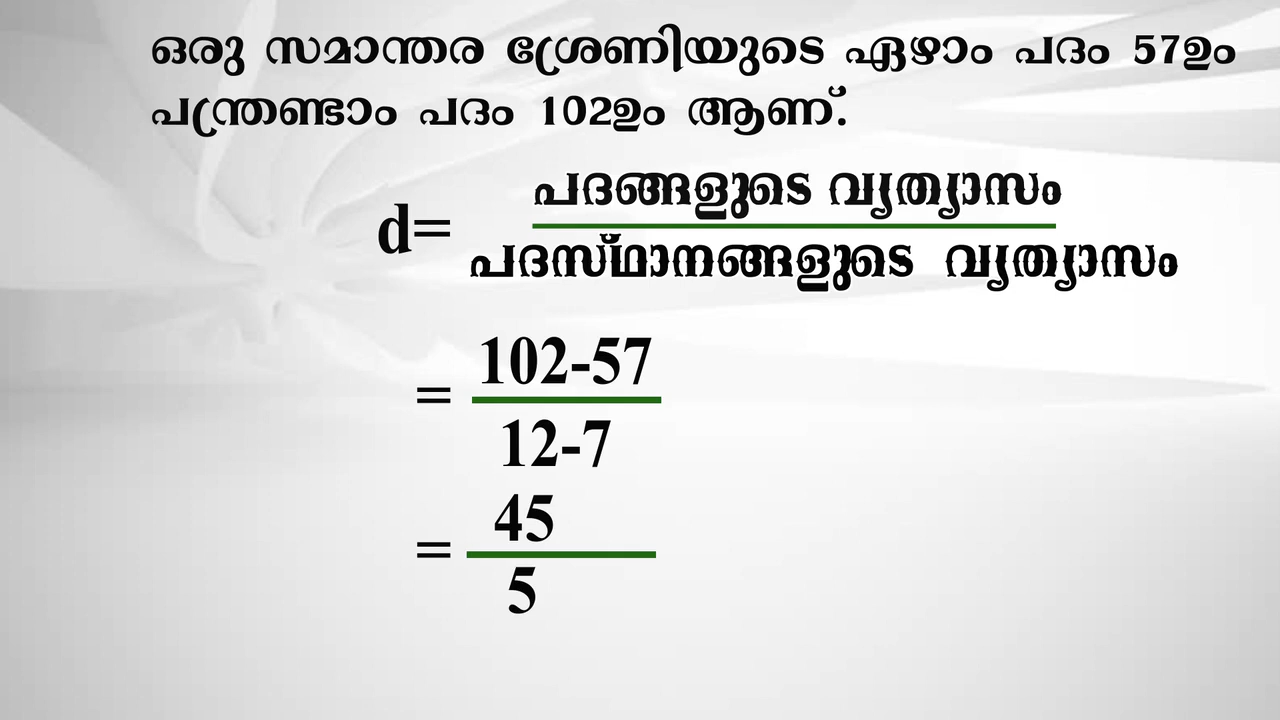 ഒരു സമാന്തര ശ്രേണിയുടെ ഏഴാം പദം 57ഉം
പന്ത്രണ്ടാം പദം 102ഉം ആണ്.
പദങ്ങളുടെ വ്യത്യാസം
d=
പദസ്ഥാനങ്ങളുടെ വ്യത്യാസം
102-57
=
12-7
45
=
5